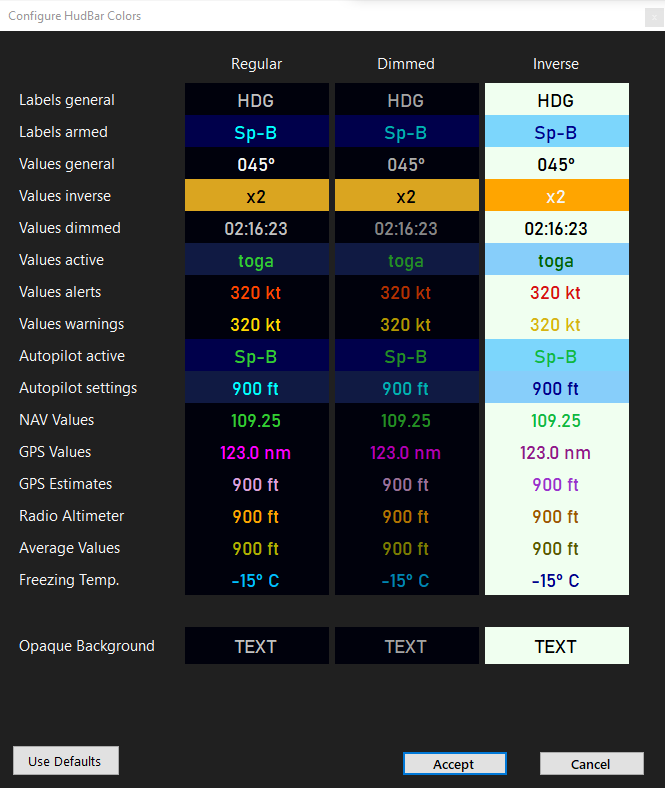 Configure HudBar Colors
x
Regular Dimmed Inverse
Labels general HDG HDG HDG
Labels armed Sp-B Sp-B Sp-B
Values general 045° 045° 045°
Values inverse x2 x2 x2
Values dimmed 02:16:23 02:16:23 02:16:23
Values active toga toga toga
Values alerts 320 kt 320 kt 320 kt
Values warnings 320 kt 320 kt 320 kt
Autopilot active Sp-B Sp-B Sp-B
Autopilot settings 900 ft 900 ft 900 ft
NAV Values 109.25 109.25 109.25
GPS Values 123.0 nm 123.0 nm 123.0 nm
GPS Estimates 900 ft 900 ft 900 ft
Radio Altimeter 900 ft 900 ft 900 ft
Average Values 900 ft 900 ft 900 ft
Freezing Temp. -15° C -15° C -15° C
Opaque Background TEXT TEXT TEXT
Use Defaults Accept Cancel